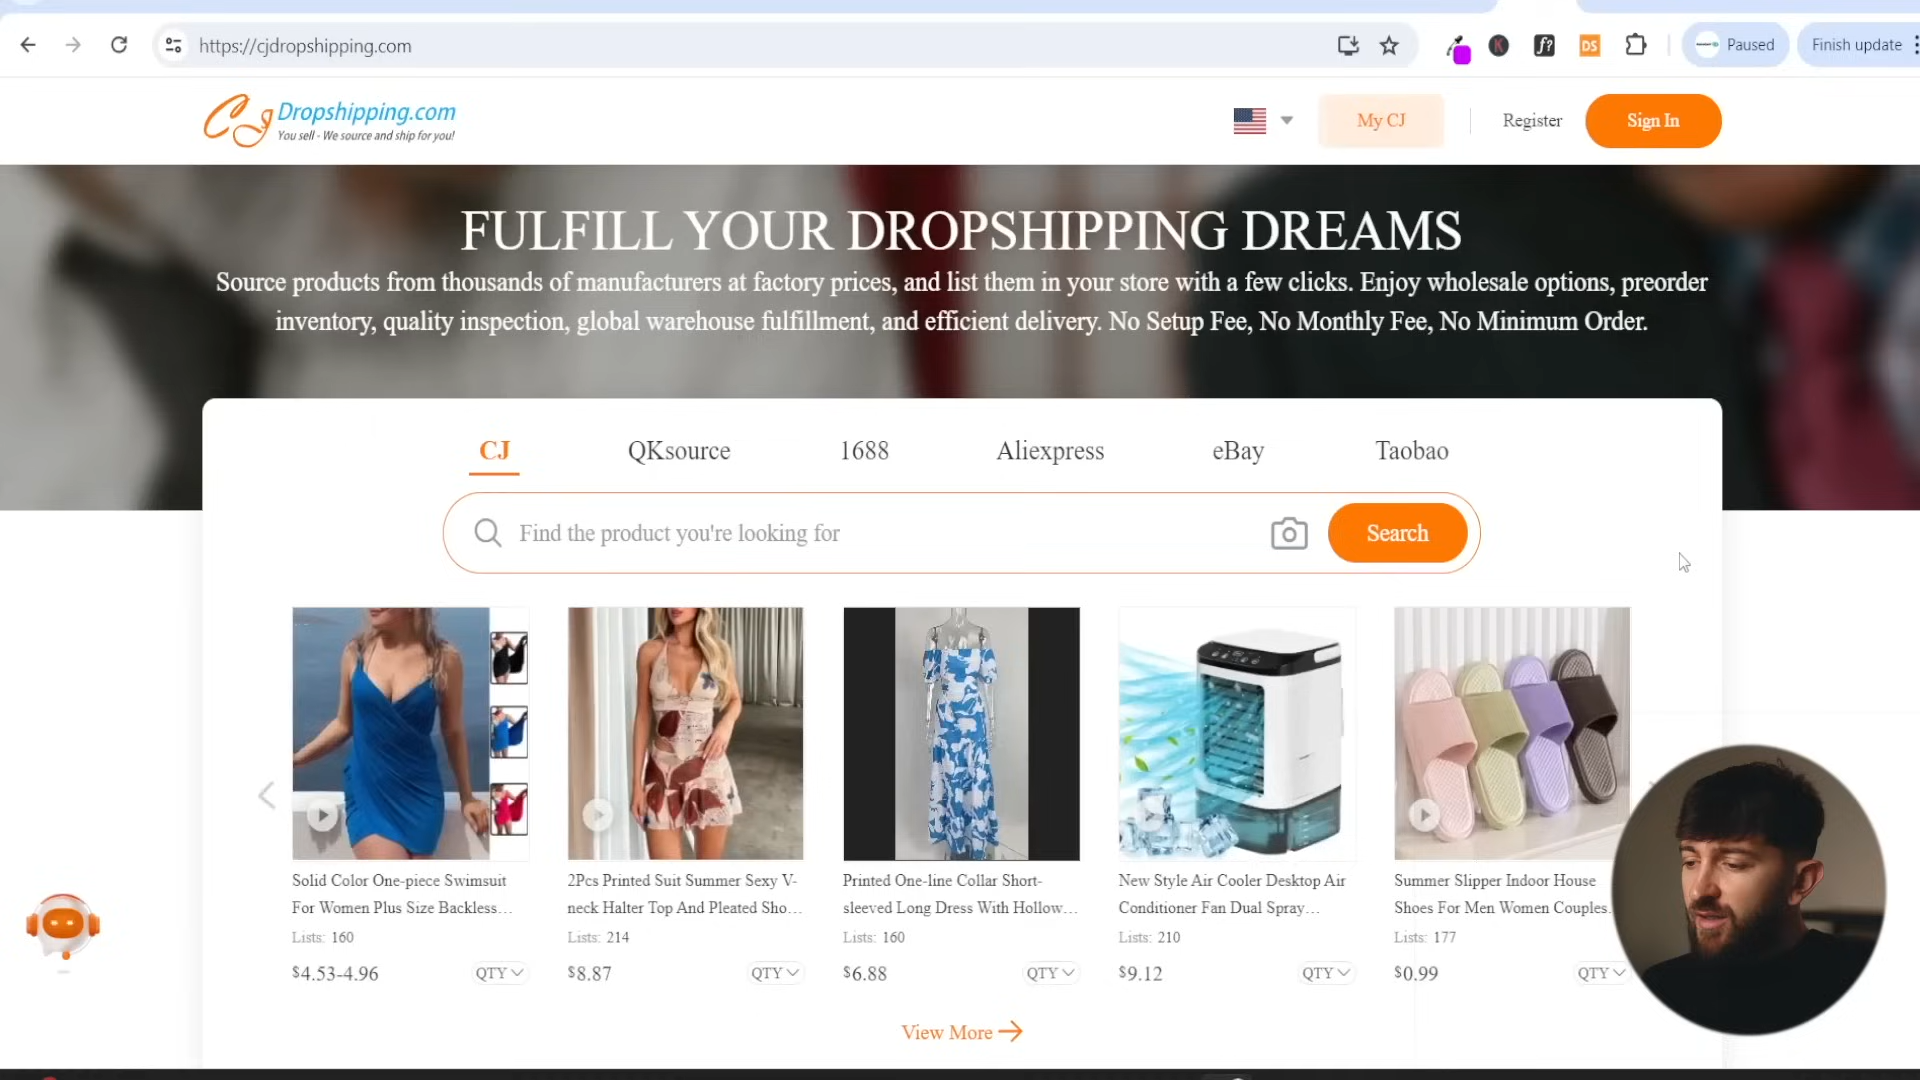 https://cjdropshipping.com
K
f?
DS
Paused
Finish update
CJ Dropshipping.com
You sell - We source and ship for you!
My CJ
Register
Sign In
FULFILL YOUR DROPSHIPPING DREAMS
Source products from thousands of manufacturers at factory prices, and list them in your store with a few clicks. Enjoy wholesale options, preorder
inventory, quality inspection, global warehouse fulfillment, and efficient delivery. No Setup Fee, No Monthly Fee, No Minimum Order.
CJ
QKsource
1688
Aliexpress
eBay
Taobao
Find the product you're looking for
Search
Solid Color One-piece Swimsuit
For Women Plus Size Backless...
Lists: 160
$4.53-4.96
QTY
2Pcs Printed Suit Summer Sexy V-
neck Halter Top And Pleated Sho...
Lists: 214
$8.87
QTY
Printed One-line Collar Short-
sleeved Long Dress With Hollow...
Lists: 160
$6.88
QTY
New Style Air Cooler Desktop Air
Conditioner Fan Dual Spray...
Lists: 210
$9.12
QTY
Summer Slipper Indoor House
Shoes For Men Women Couples...
Lists: 177
$0.99
QTY
View More